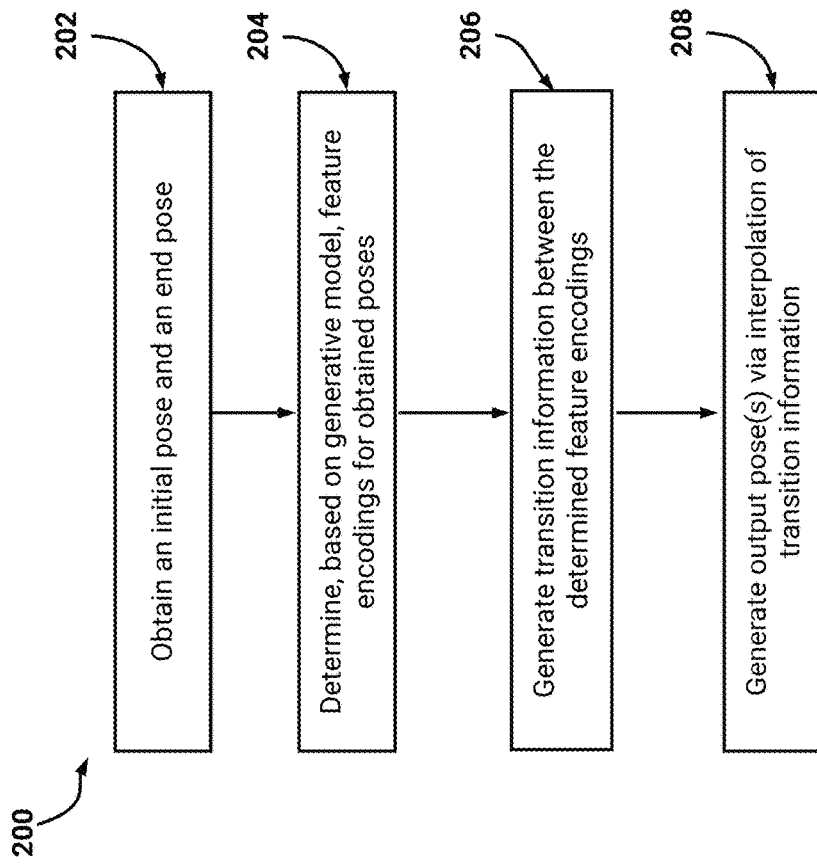 200
202
Obtain an initial pose and an end pose
204
Determine, based on generative model, feature
encodings for obtained poses
206
Generate transition information between the
determined feature encodings
208
Generate output pose(s) via interpolation of
transition information